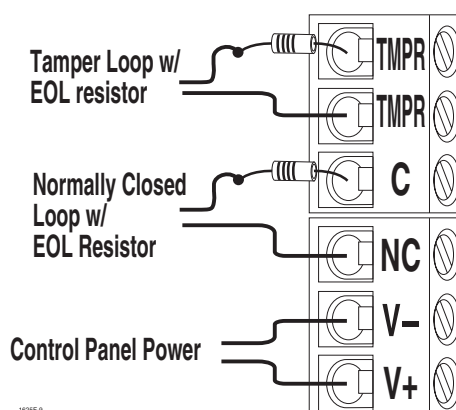 Tamper Loop w/
EOL resistor
TMPR
TMPR
C
Normally Closed
Loop w/
EOL Resistor
NC
V–
Control Panel Power
V+